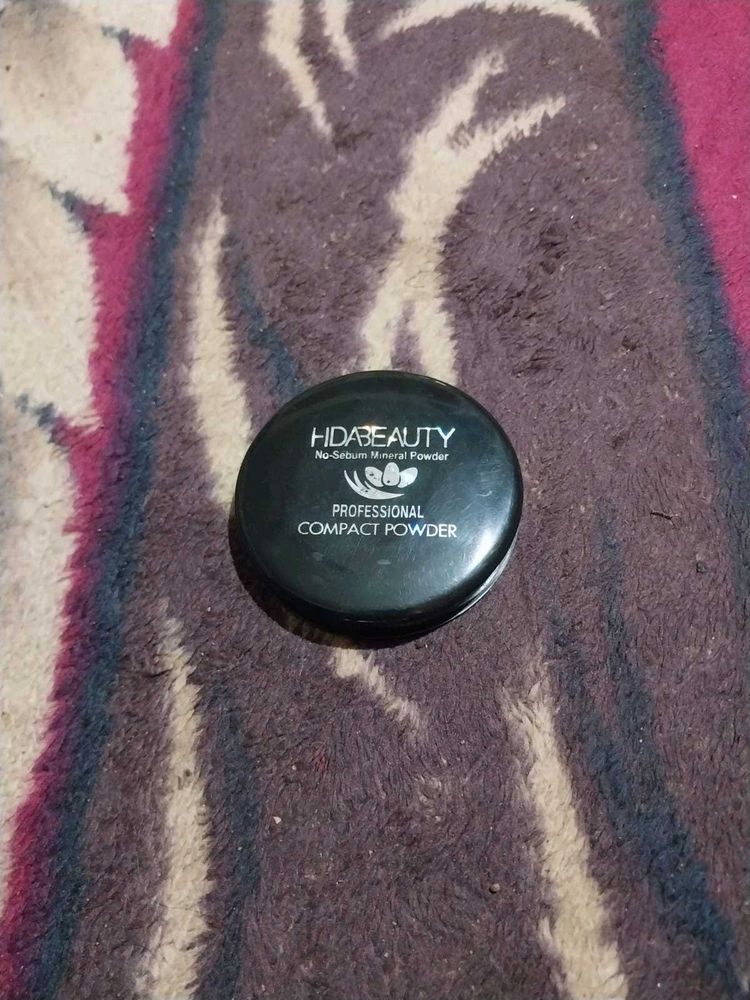 HDABEAUTY
No-Sebum Mineral Powder
PROFESSIONAL
COMPACT POWDER